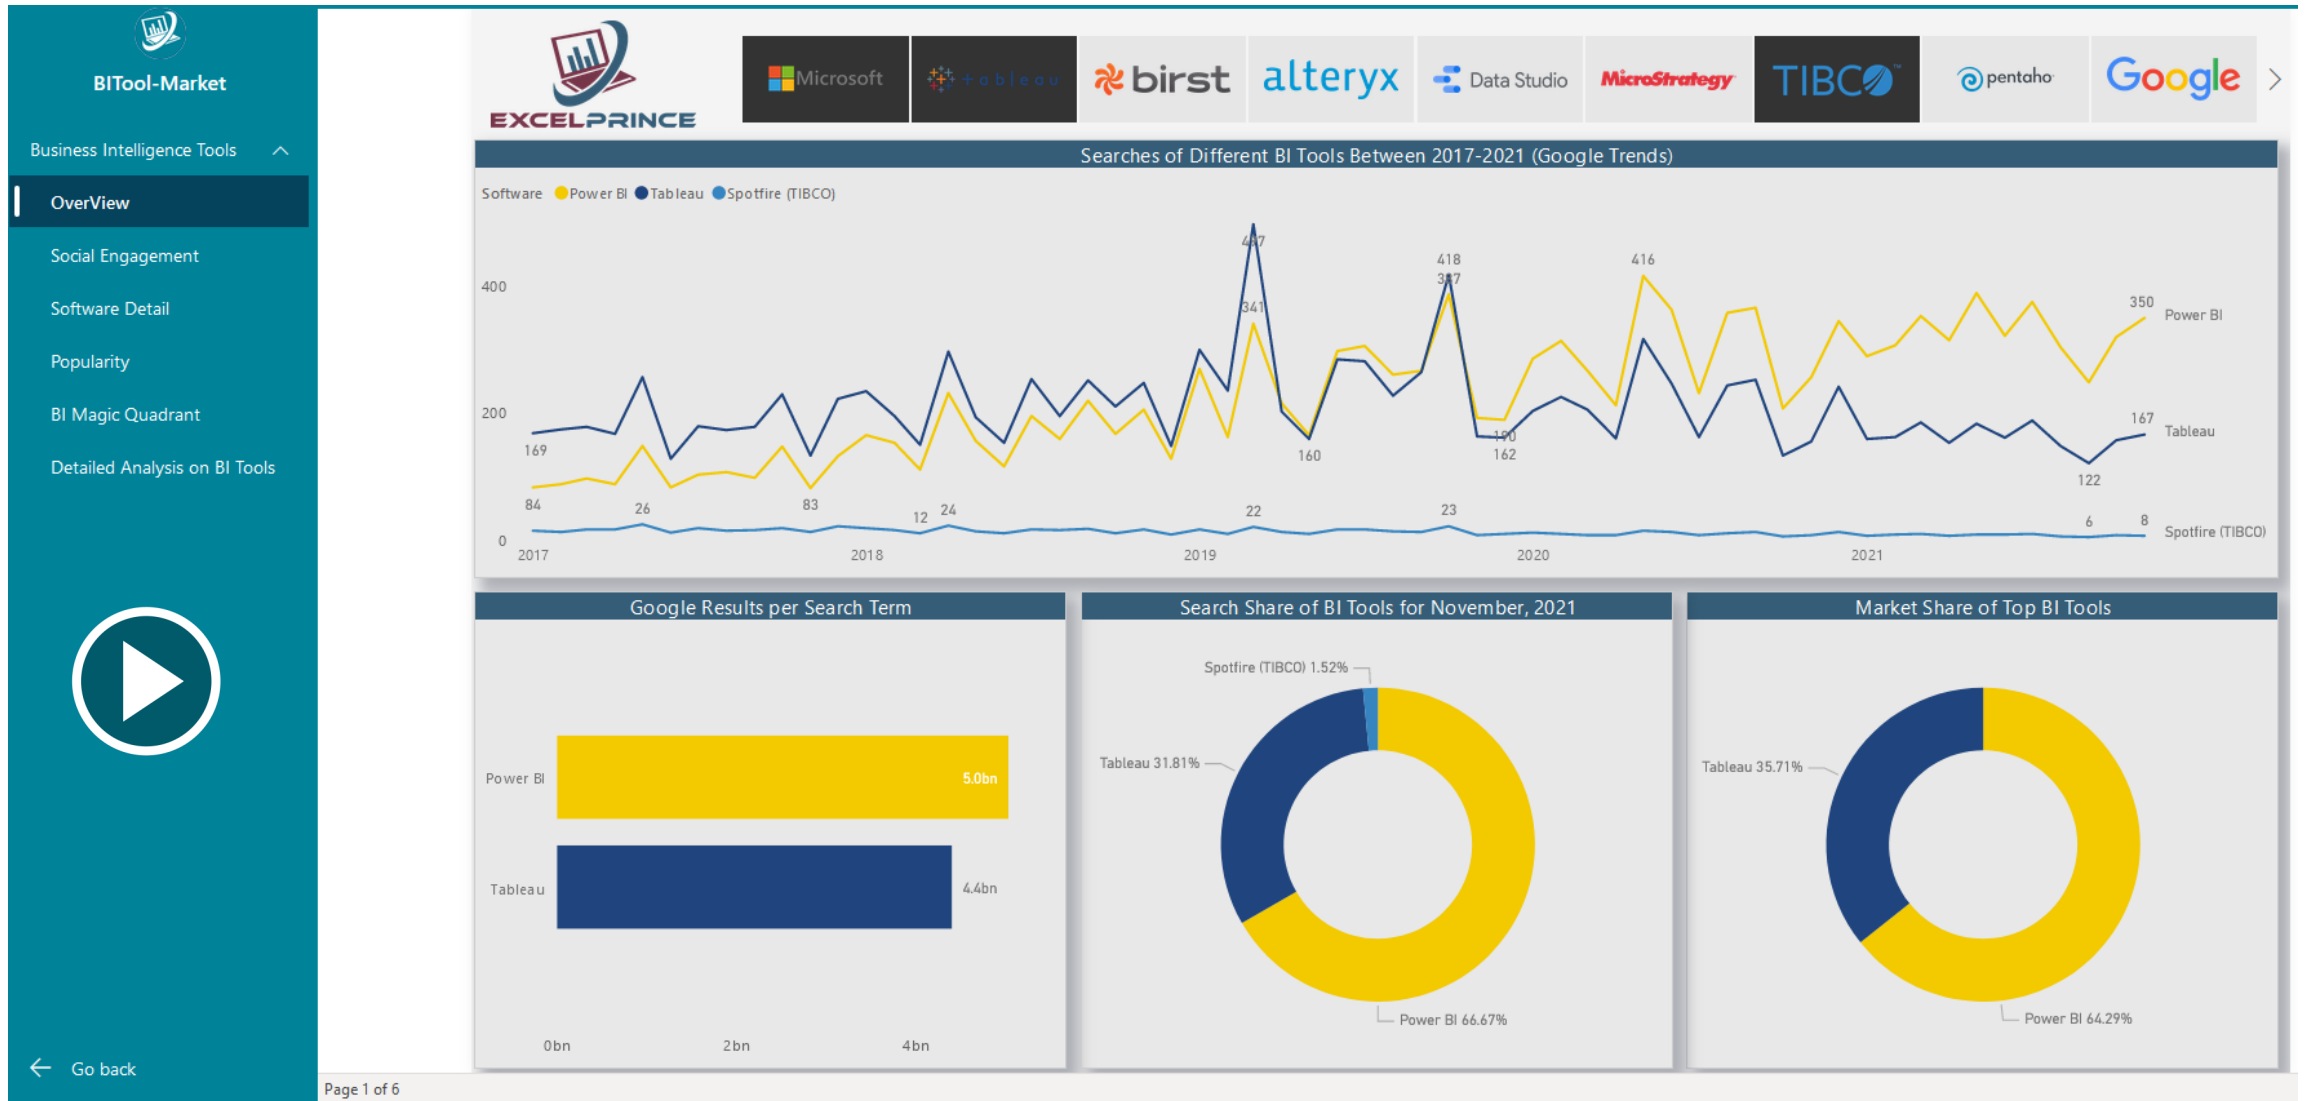 BITool-Market
Business Intelligence Tools
OverView
Social Engagement
Software Detail
Popularity
BI Magic Quadrant
Detailed Analysis on BI Tools
Go back
EXCELPRINCE
Microsoft
+ableau
birst
alteryx
Data Studio
MicroStrategy
TIBCO™
pentaho
Google
Searches of Different BI Tools Between 2017-2021 (Google Trends)
Software Power BI Tableau Spotfire (TIBCO)
400
200
0
169
84
26
83
12
24
497
341
22
160
418
387
23
190
162
416
350
Power BI
167
Tableau
122
6
8
Spotfire (TIBCO)
2017 2018 2019 2020 2021
Google Results per Search Term
Power BI
5.0bn
Tableau
4.4bn
0bn 2bn 4bn
Search Share of BI Tools for November, 2021
Spotfire (TIBCO) 1.52%
Tableau 31.81%
Power BI 66.67%
Market Share of Top BI Tools
Tableau 35.71%
Power BI 64.29%
Page 1 of 6